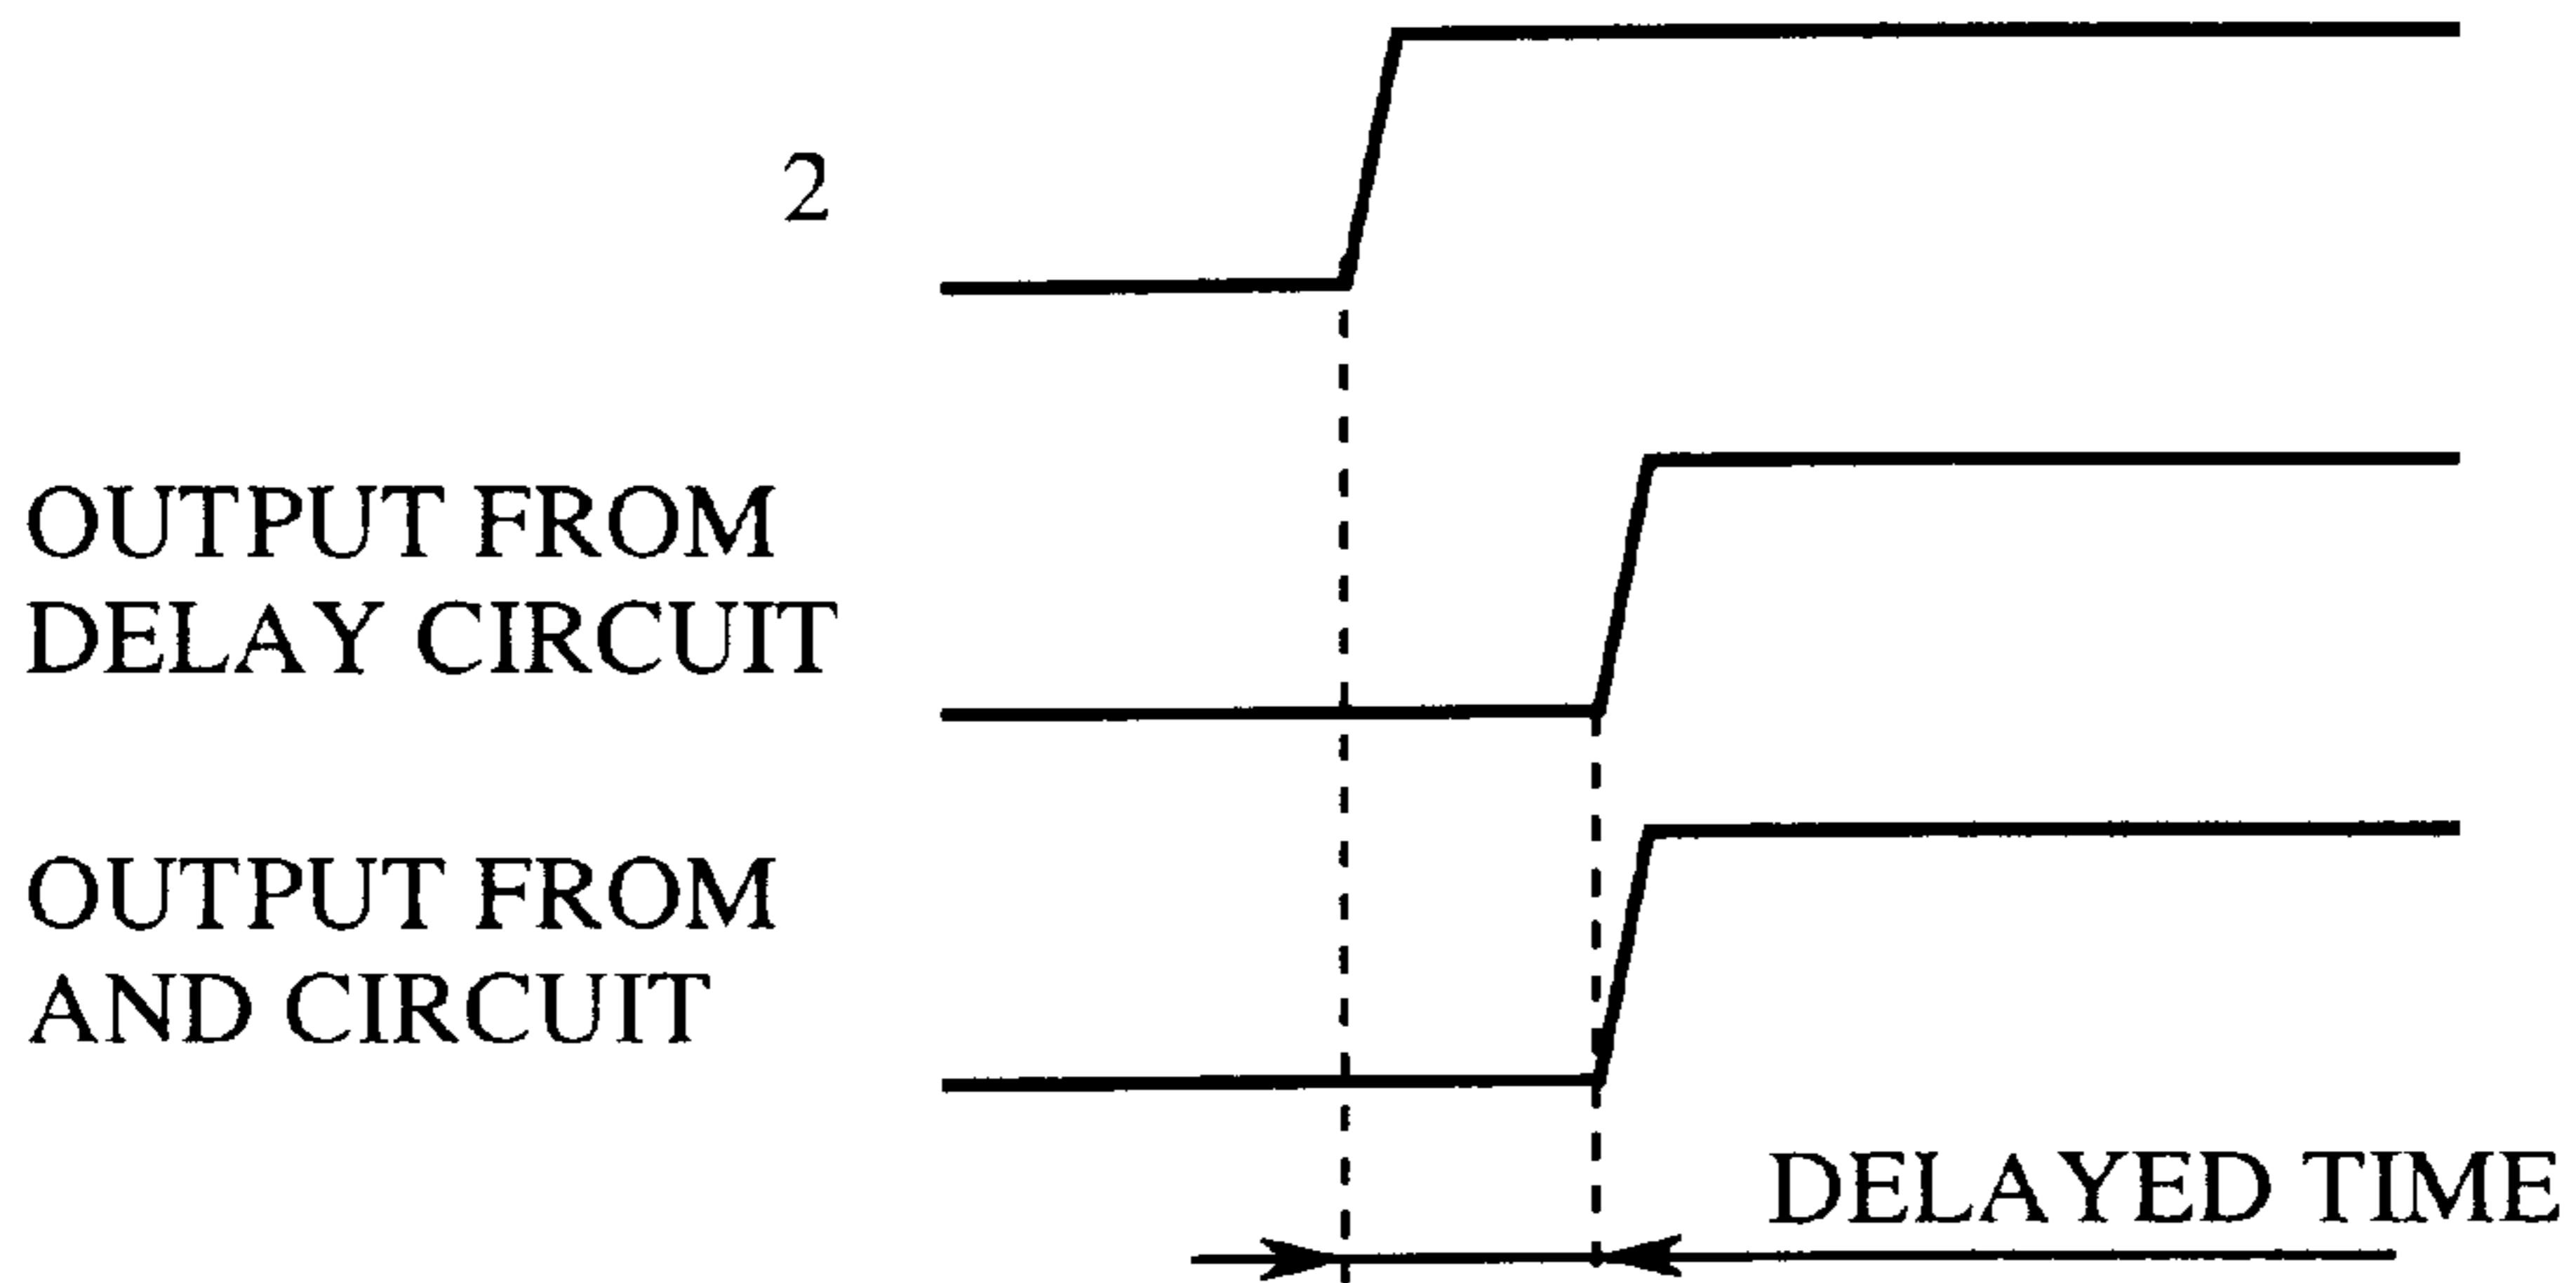 2
OUTPUT FROM
DELAY CIRCUIT
OUTPUT FROM
AND CIRCUIT
DELAYED TIME